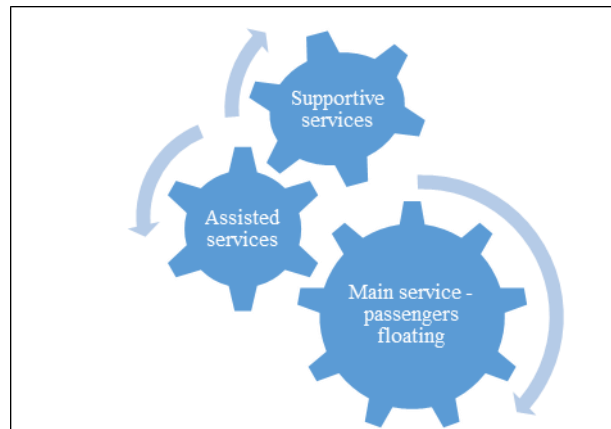 Supportive
services
Assisted
services
Main service -
passengers
floating